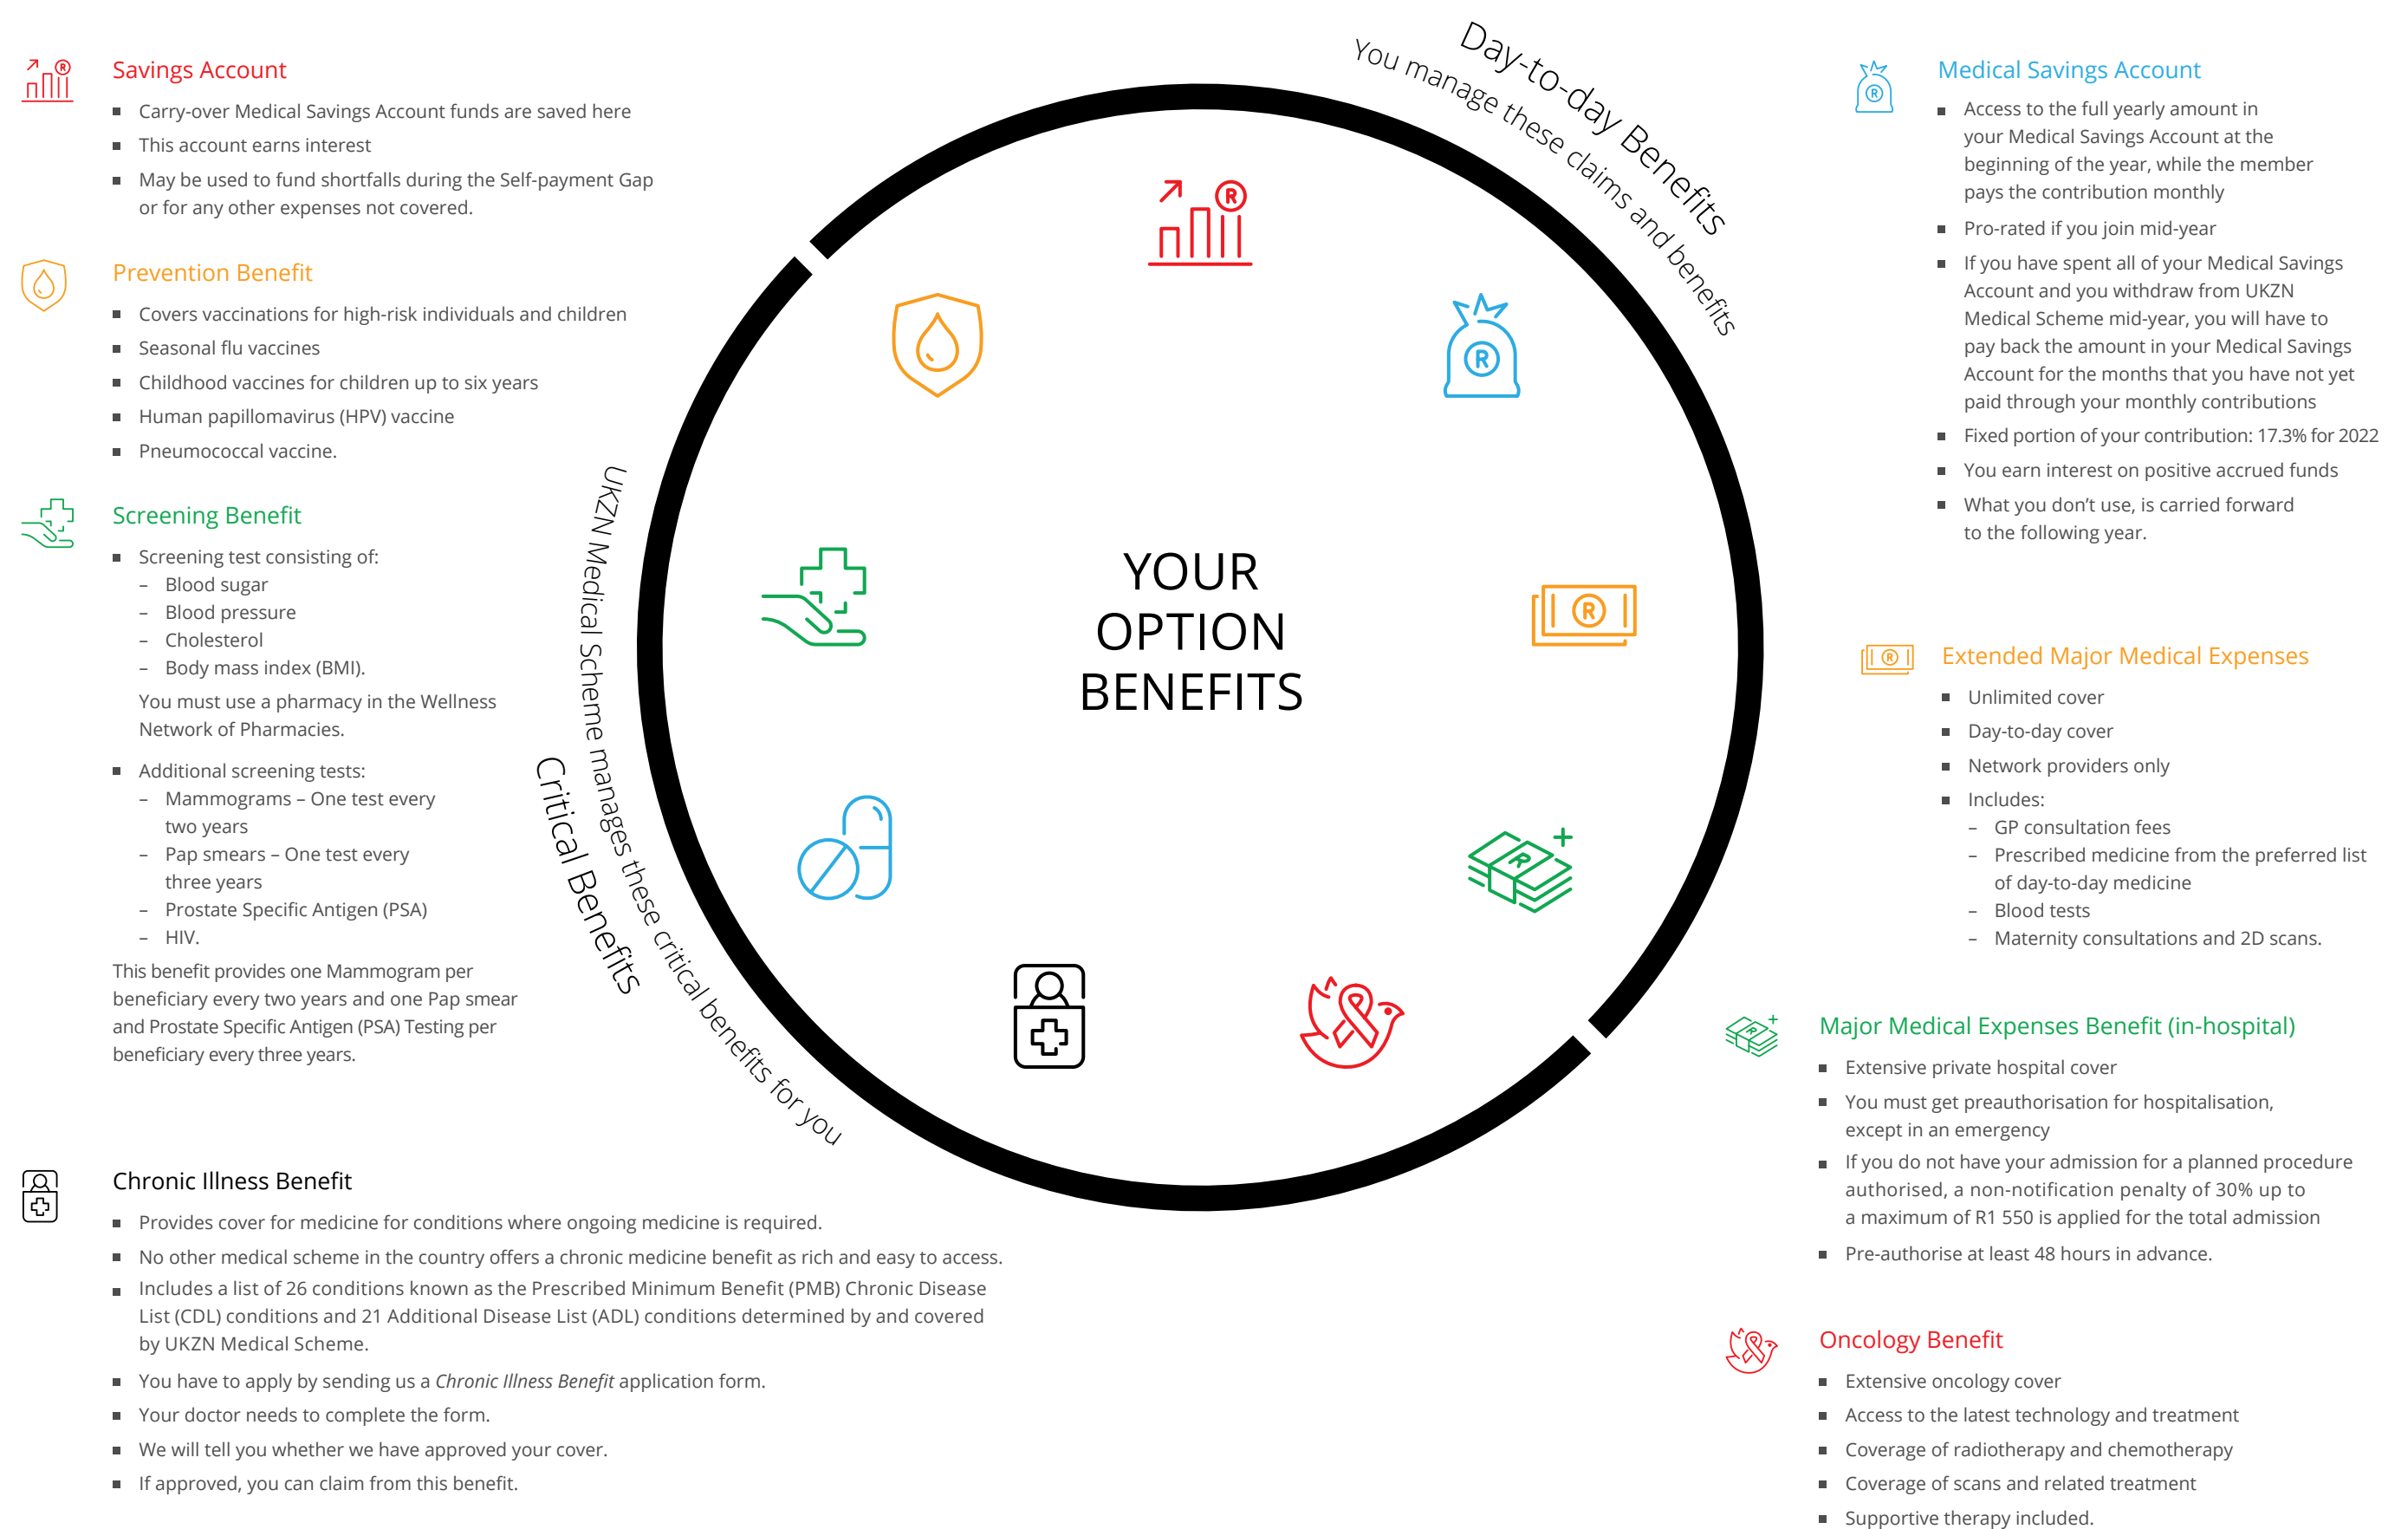 Savings Account
■ Carry-over Medical Savings Account funds are saved here
■ This account earns interest
■ May be used to fund shortfalls during the Self-payment Gap
or for any other expenses not covered.
Prevention Benefit
■ Covers vaccinations for high-risk individuals and children
■ Seasonal flu vaccines
■ Childhood vaccines for children up to six years
■ Human papillomavirus (HPV) vaccine
■ Pneumococcal vaccine.
Screening Benefit
■ Screening test consisting of:
– Blood sugar
– Blood pressure
– Cholesterol
– Body mass index (BMI).
You must use a pharmacy in the Wellness
Network of Pharmacies.
■ Additional screening tests:
– Mammograms – One test every
two years
– Pap smears – One test every
three years
– Prostate Specific Antigen (PSA)
– HIV.
This benefit provides one Mammogram per
beneficiary every two years and one Pap smear
and Prostate Specific Antigen (PSA) Testing per
beneficiary every three years.
Chronic Illness Benefit
■ Provides cover for medicine for conditions where ongoing medicine is required.
■ No other medical scheme in the country offers a chronic medicine benefit as rich and easy to access.
■ Includes a list of 26 conditions known as the Prescribed Minimum Benefit (PMB) Chronic Disease
List (CDL) conditions and 21 Additional Disease List (ADL) conditions determined by and covered
by UKZN Medical Scheme.
■ You have to apply by sending us a Chronic Illness Benefit application form.
■ Your doctor needs to complete the form.
■ We will tell you whether we have approved your cover.
■ If approved, you can claim from this benefit.
Day-to-day Benefits
You manage these claims and benefits
UKZN Medical Scheme manages these critical benefits for you
Critical Benefits
YOUR
OPTION
BENEFITS
Medical Savings Account
■ Access to the full yearly amount in
your Medical Savings Account at the
beginning of the year, while the member
pays the contribution monthly
■ Pro-rated if you join mid-year
■ If you have spent all of your Medical Savings
Account and you withdraw from UKZN
Medical Scheme mid-year, you will have to
pay back the amount in your Medical Savings
Account for the months that you have not yet
paid through your monthly contributions
■ Fixed portion of your contribution: 17.3% for 2022
■ You earn interest on positive accrued funds
■ What you don’t use, is carried forward
to the following year.
Extended Major Medical Expenses
■ Unlimited cover
■ Day-to-day cover
■ Network providers only
■ Includes:
– GP consultation fees
– Prescribed medicine from the preferred list
of day-to-day medicine
– Blood tests
– Maternity consultations and 2D scans.
Major Medical Expenses Benefit (in-hospital)
■ Extensive private hospital cover
■ You must get preauthorisation for hospitalisation,
except in an emergency
■ If you do not have your admission for a planned procedure
authorised, a non-notification penalty of 30% up to
a maximum of R1 550 is applied for the total admission
■ Pre-authorise at least 48 hours in advance.
Oncology Benefit
■ Extensive oncology cover
■ Access to the latest technology and treatment
■ Coverage of radiotherapy and chemotherapy
■ Coverage of scans and related treatment
■ Supportive therapy included.